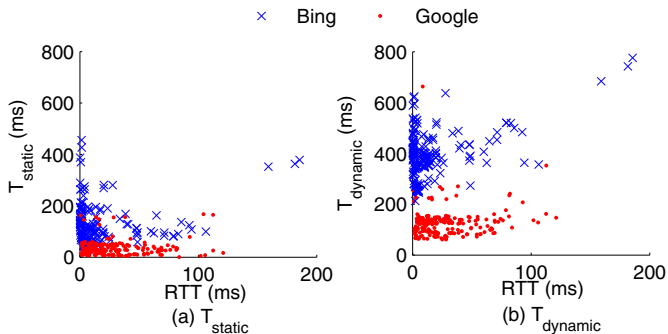 Bing Google
800
600
400
200
0
T_static (ms)
0 100 200
RTT (ms)
(a) T_static
800
600
400
200
0
T_dynamic (ms)
0 100 200
RTT (ms)
(b) T_dynamic